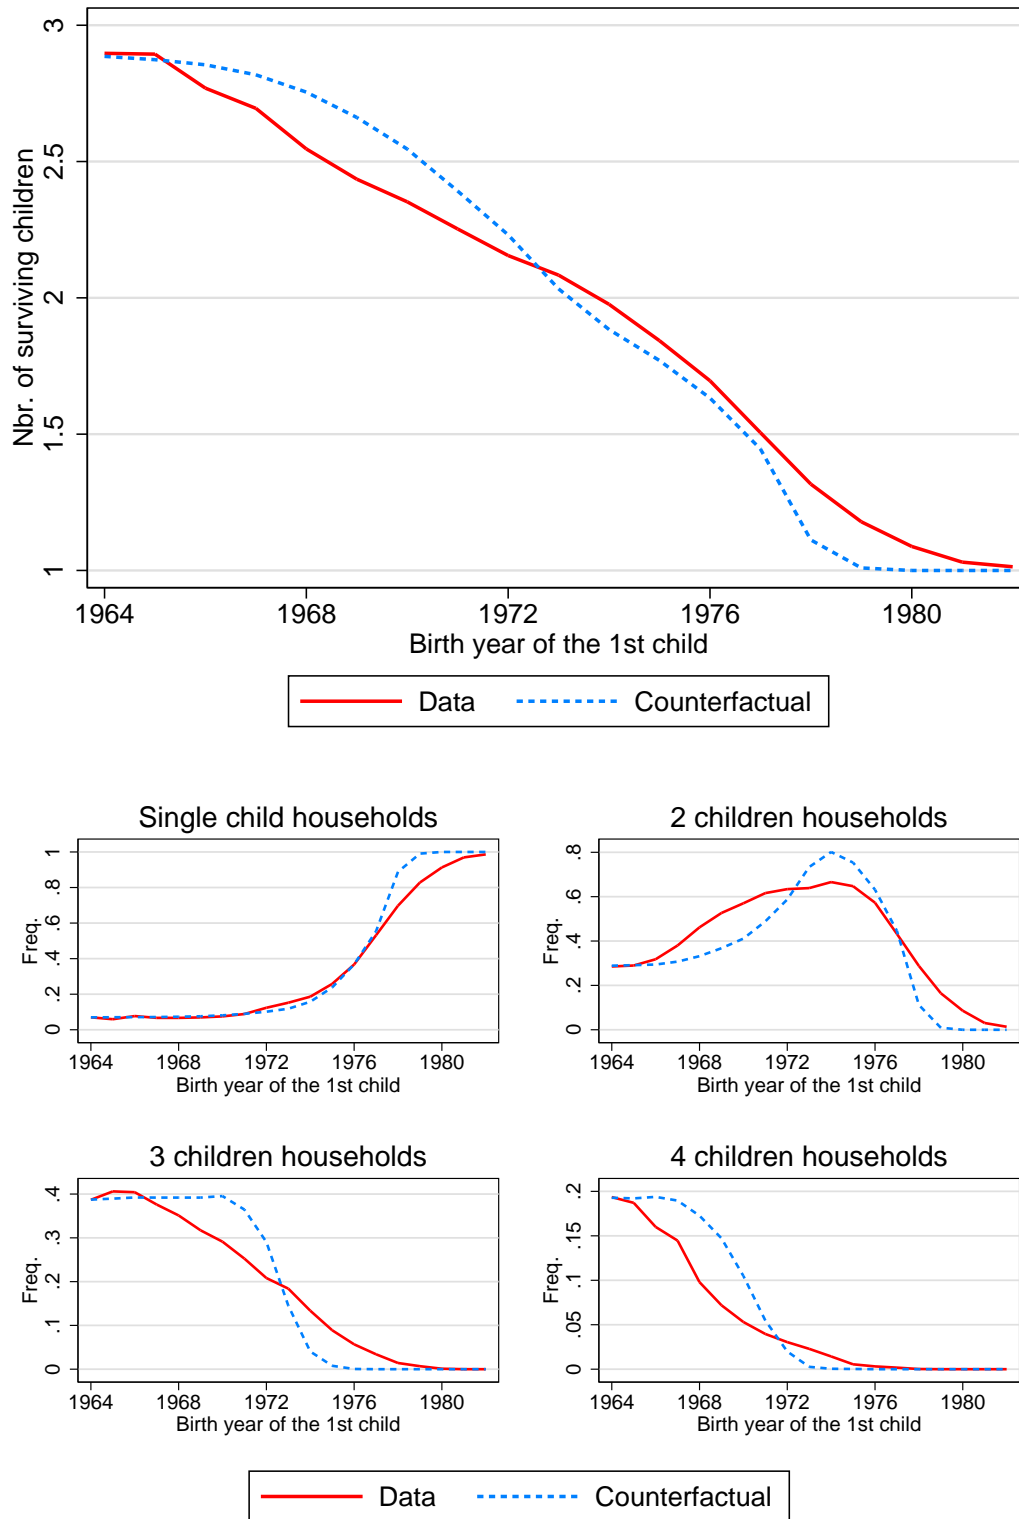 3
2.5
2
1.5
1
Nbr. of surviving children
1964 1968 1972 1976 1980
Birth year of the 1st child
Data Counterfactual
Single child households
1
.8
.6
.4
.2
0
Freq.
1964 1968 1972 1976 1980
Birth year of the 1st child
2 children households
.8
.6
.4
.2
0
Freq.
1964 1968 1972 1976 1980
Birth year of the 1st child
3 children households
.4
.3
.2
.1
0
Freq.
1964 1968 1972 1976 1980
Birth year of the 1st child
4 children households
.2
.15
.1
.05
0
Freq.
1964 1968 1972 1976 1980
Birth year of the 1st child
Data Counterfactual